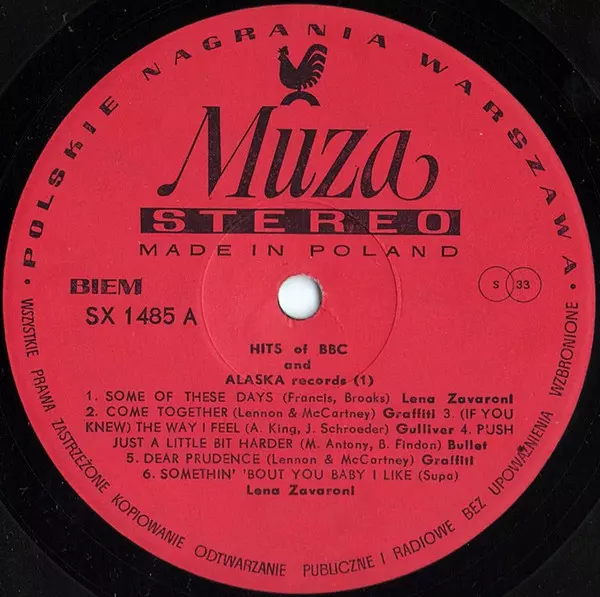 • POLSKIE NAGRANIA WARSZAWA •
Muza
STEREO
MADE IN POLAND
BIEM
SX 1485 A
S 33
HITS of BBC
and
ALASKA records (1)
1. SOME OF THESE DAYS (Francis, Brooks) Lena Zavaroni
2. COME TOGETHER (Lennon & McCartney) Graffiti 3. (IF YOU
KNEW) THE WAY I FEEL (A. King, J. Schroeder) Gulliver 4. PUSH
JUST A LITTLE BIT HARDER (M. Antony, B. Findon) Bullet
5. DEAR PRUDENCE (Lennon & McCartney) Graffiti
6. SOMETHIN' 'BOUT YOU BABY I LIKE (Supa)
Lena Zavaroni
WSZYSTKIE PRAWA ZASTRZEŻONE KOPIOWANIE ODTWARZANIE PUBLICZNE I RADIOWE BEZ UPOWAŻNIENIA WZBRONIONE